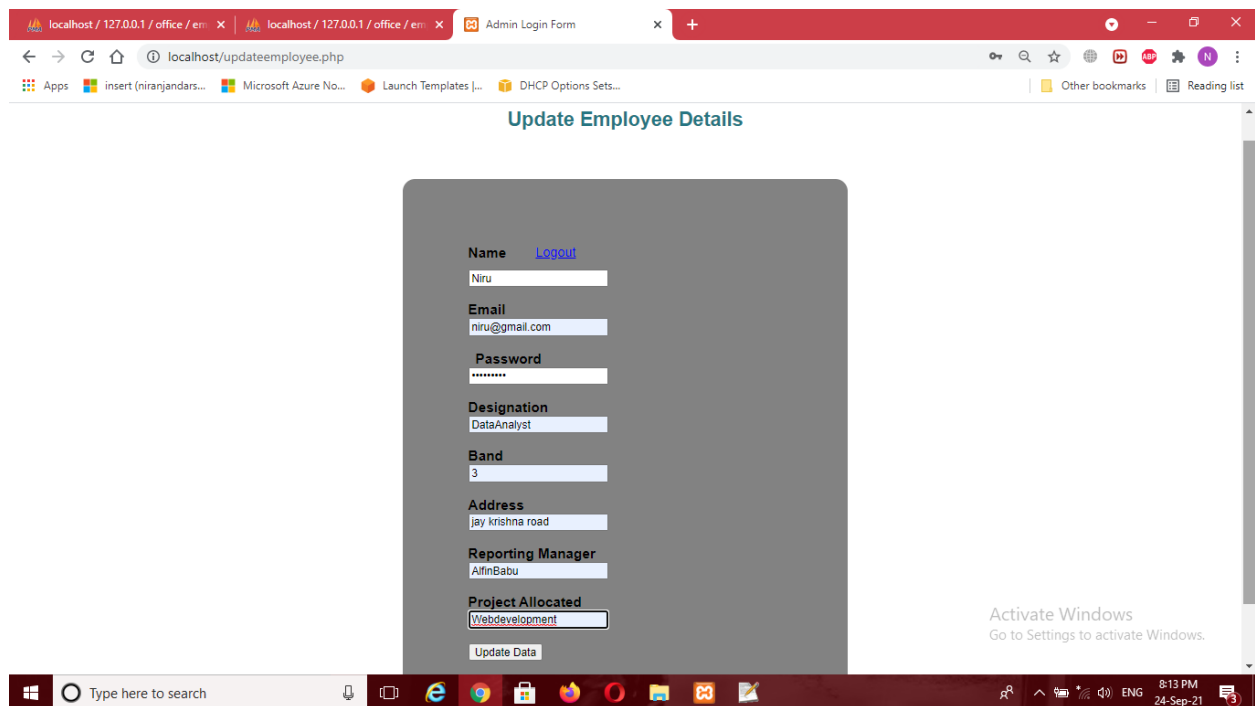 localhost / 127.0.0.1 / office / em
localhost / 127.0.0.1 / office / em
Admin Login Form
localhost/updateemployee.php
ABP
N
Apps
insert (niranjandars...
Microsoft Azure No...
Launch Templates |...
DHCP Options Sets...
Other bookmarks
Reading list
Update Employee Details
Name Logout
Niru
Email
niru@gmail.com
Password
•••••••••
Designation
DataAnalyst
Band
3
Address
jay krishna road
Reporting Manager
AlfinBabu
Project Allocated
Webdevelopment
Update Data
Activate Windows
Go to Settings to activate Windows.
Type here to search
ENG
8:13 PM
24-Sep-21
3